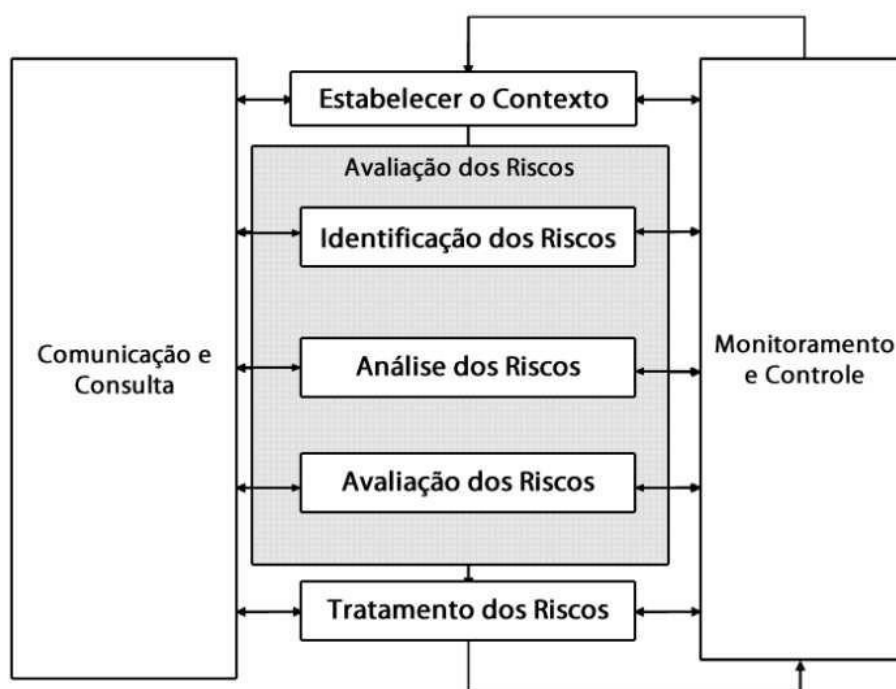 Estabelecer o Contexto
Avaliação dos Riscos
Identificação dos Riscos
Comunicação e
Consulta
Análise dos Riscos
Monitoramento
e Controle
Avaliação dos Riscos
Tratamento dos Riscos